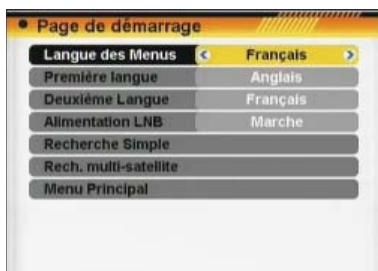 Page de démarrage
Langue des Menus Français
Première langue Anglais
Deuxième Langue Français
Alimentation LNB Marche
Recherche Simple
Rech. multi-satellite
Menu Principal